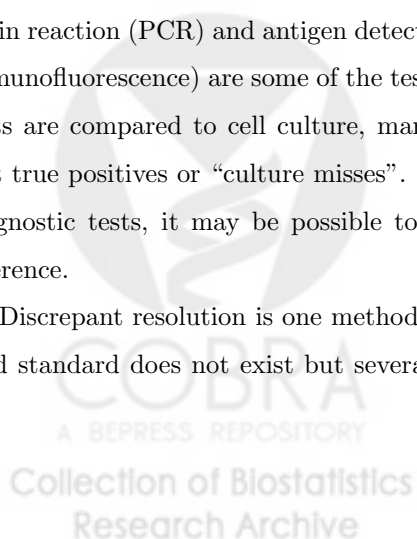 in reaction (PCR) and antigen detect
munofluorescence) are some of the tes
s are compared to cell culture, mar
t true positives or “culture misses”.
gnostic tests, it may be possible to
erence.
Discrepant resolution is one method
d standard does not exist but severa
COBRA
A BEPRESS REPOSITORY
Collection of Biostatistics
Research Archive